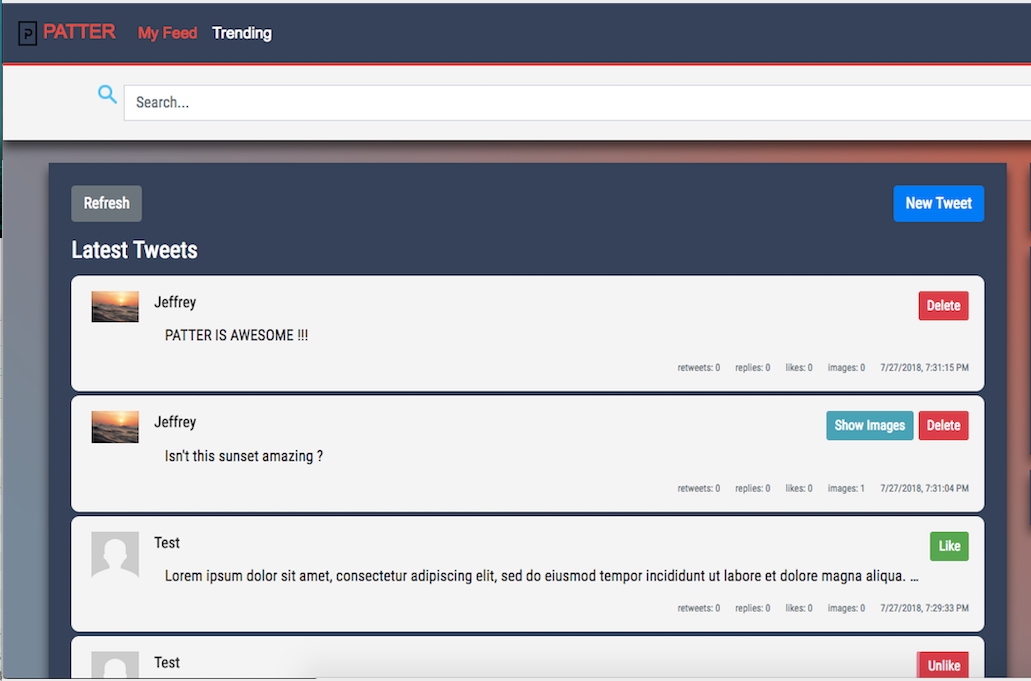 PATTER My Feed Trending
Search...
Refresh New Tweet
Latest Tweets
Jeffrey Delete
PATTER IS AWESOME !!!
retweets: 0 replies: 0 likes: 0 images: 0 7/27/2018, 7:31:15 PM
Jeffrey Show Images Delete
Isn't this sunset amazing ?
retweets: 0 replies: 0 likes: 0 images: 1 7/27/2018, 7:31:04 PM
Test Like
Lorem ipsum dolor sit amet, consectetur adipiscing elit, sed do eiusmod tempor incididunt ut labore et dolore magna aliqua. ...
retweets: 0 replies: 0 likes: 0 images: 0 7/27/2018, 7:29:33 PM
Test Unlike